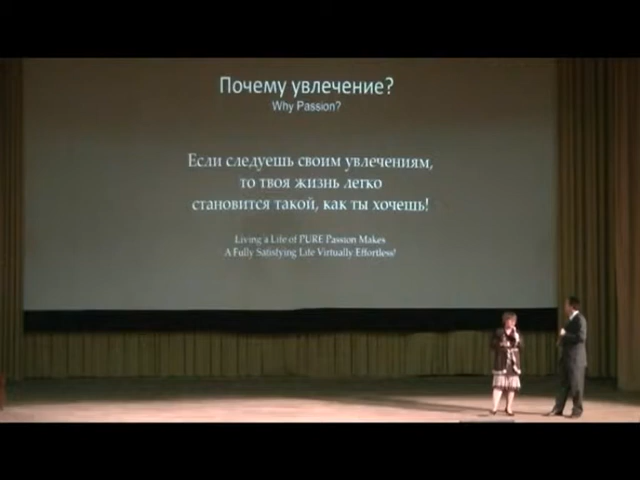 Почему увлечение?
Why Passion?
Если следуешь своим увлечениям,
то твоя жизнь легко
становится такой, как ты хочешь!
Living a Life of PURE Passion Makes
A Fully Satisfying Life Virtually Effortless!